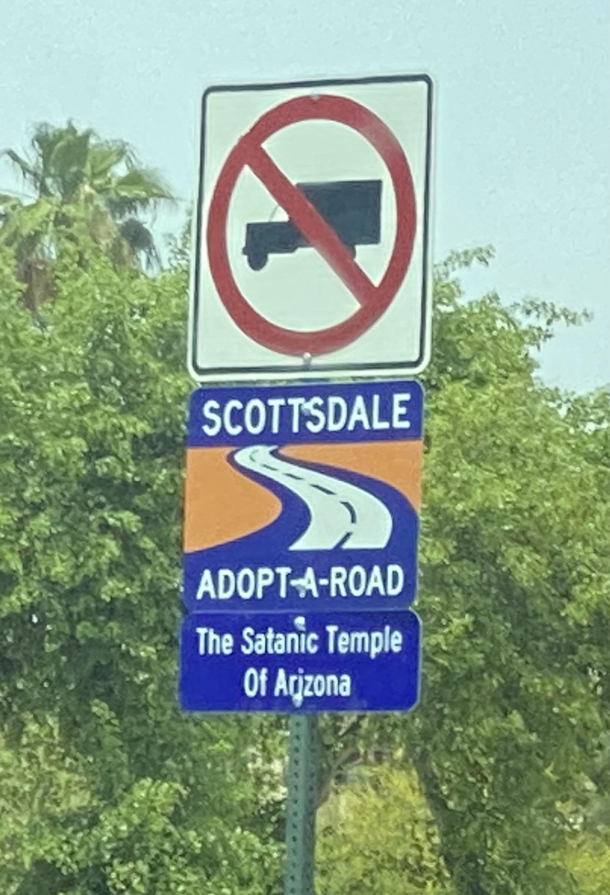 SCOTTSDALE
ADOPT-A-ROAD
The Satanic Temple
Of Arizona